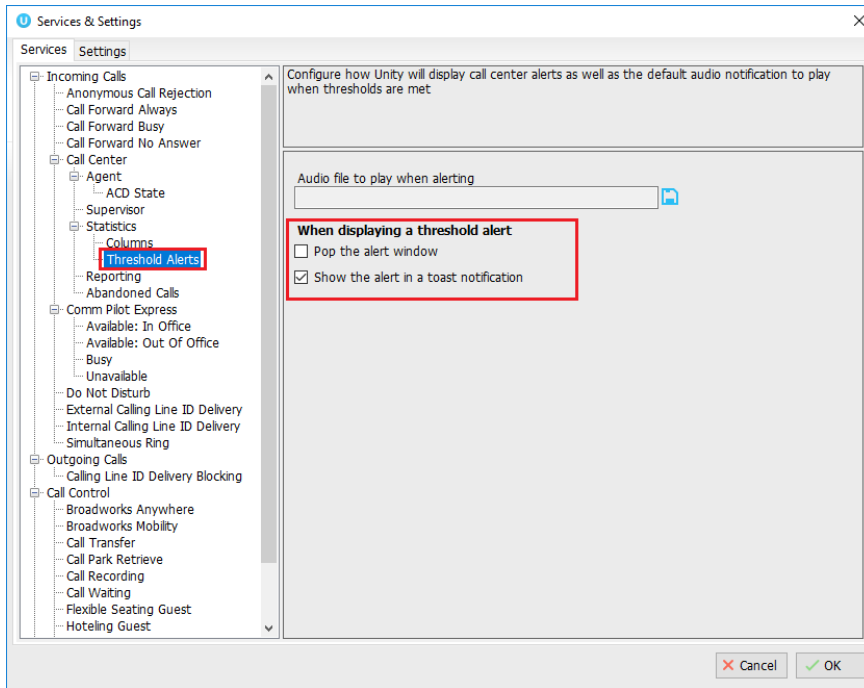 Services & Settings
Services Settings
Incoming Calls
Anonymous Call Rejection
Call Forward Always
Call Forward Busy
Call Forward No Answer
Call Center
Agent
ACD State
Supervisor
Statistics
Columns
Threshold Alerts
Reporting
Abandoned Calls
Comm Pilot Express
Available: In Office
Available: Out Of Office
Busy
Unavailable
Do Not Disturb
External Calling Line ID Delivery
Internal Calling Line ID Delivery
Simultaneous Ring
Outgoing Calls
Calling Line ID Delivery Blocking
Call Control
Broadworks Anywhere
Broadworks Mobility
Call Transfer
Call Park Retrieve
Call Recording
Call Waiting
Flexible Seating Guest
Hoteling Guest
Configure how Unity will display call center alerts as well as the default audio notification to play
when thresholds are met
Audio file to play when alerting
When displaying a threshold alert
Pop the alert window
Show the alert in a toast notification
Cancel OK